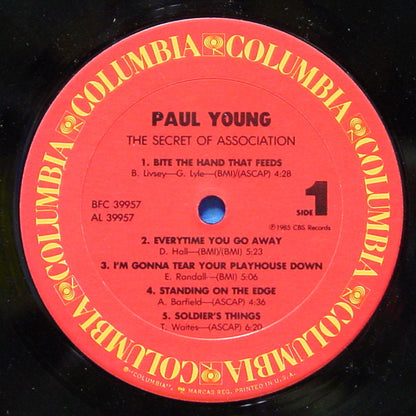 COLUMBIA COLUMBIA COLUMBIA COLUMBIA COLUMBIA COLUMBIA
PAUL YOUNG
THE SECRET OF ASSOCIATION
1. BITE THE HAND THAT FEEDS
B. Livsey—G. Lyle—(BMI)/(ASCAP) 4:28
BFC 39957
AL 39957
SIDE 1
℗1985 CBS Records
2. EVERYTIME YOU GO AWAY
D. Hall—(BMI)/(BMI) 5:23
3. I'M GONNA TEAR YOUR PLAYHOUSE DOWN
E. Randall—(BMI) 5:06
4. STANDING ON THE EDGE
A. Barfield—(ASCAP) 4:36
5. SOLDIER'S THINGS
T. Waites—(ASCAP) 6:20
"COLUMBIA", MARCAS REG. PRINTED IN U.S.A.